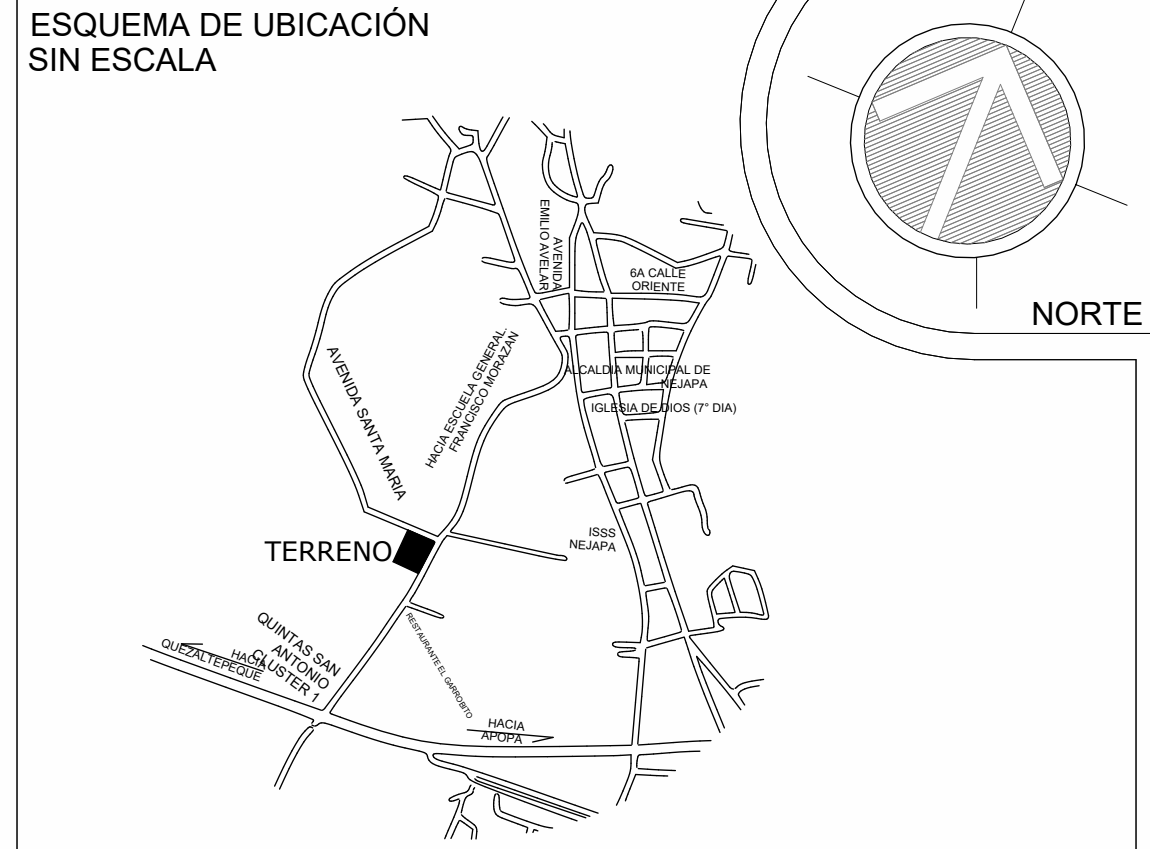 ESQUEMA DE UBICACIÓN
SIN ESCALA
NORTE
AVENIDA
EMILIO AVELAR
6A CALLE
ORIENTE
AVENIDA SANTA MARIA
HACIA ESCUELA GENERAL.
FRANCISCO MORAZAN
ALCALDIA MUNICIPAL DE
NEJAPA
IGLESIA DE DIOS (7° DIA)
ISSS
NEJAPA
TERRENO
QUINTAS SAN
ANTONIO
CLUSTER 1
HACIA
QUEZALTEPEQUE
RESTAURANTE EL GARROBITO
HACIA
APOPA